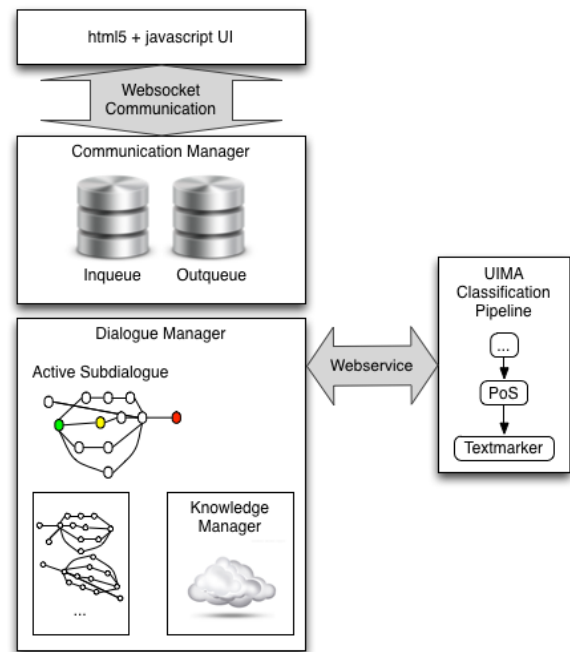 html5 + javascript UI
Websocket
Communication
Communication Manager
Inqueue
Outqueue
Dialogue Manager
Active Subdialogue
...
Knowledge
Manager
Webservice
UIMA
Classification
Pipeline
...
PoS
Textmarker